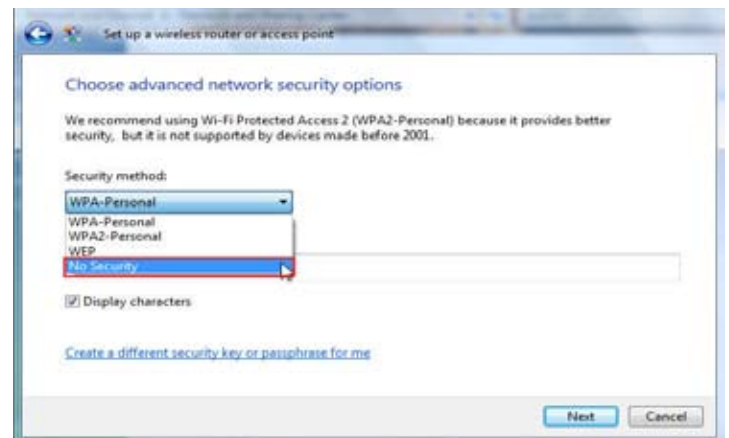 Set up a wireless router or access point
Choose advanced network security options
We recommend using Wi-Fi Protected Access 2 (WPA2-Personal) because it provides better
security, but it is not supported by devices made before 2001.
Security method:
WPA-Personal
WPA-Personal
WPA2-Personal
WEP
No Security
Display characters
Create a different security key or passphrase for me
Next
Cancel